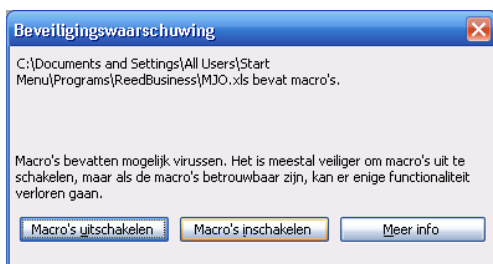 Beveiligingswaarschuwing
C:\Documents and Settings\All Users\Start
Menu\Programs\ReedBusiness\MJO.xls bevat macro's.
Macro's bevatten mogelijk virussen. Het is meestal veiliger om macro's uit te
schakelen, maar als de macro's betrouwbaar zijn, kan er enige functionaliteit
verloren gaan.
Macro's uitschakelen
Macro's inschakelen
Meer info